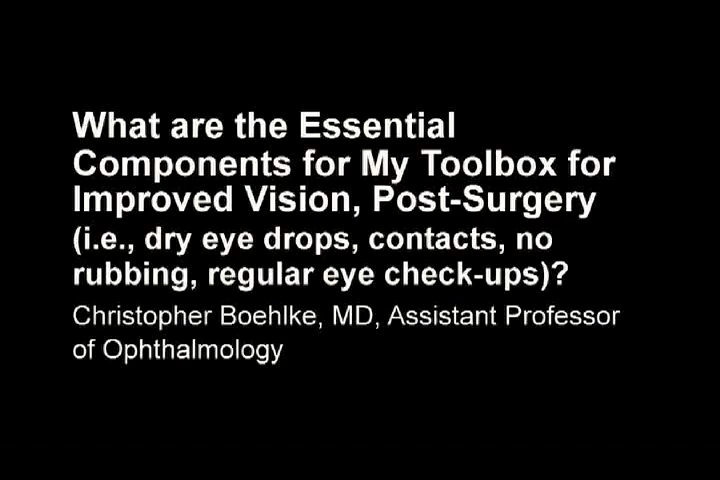 What are the Essential
Components for My Toolbox for
Improved Vision, Post-Surgery
(i.e., dry eye drops, contacts, no
rubbing, regular eye check-ups)?
Christopher Boehlke, MD, Assistant Professor
of Ophthalmology